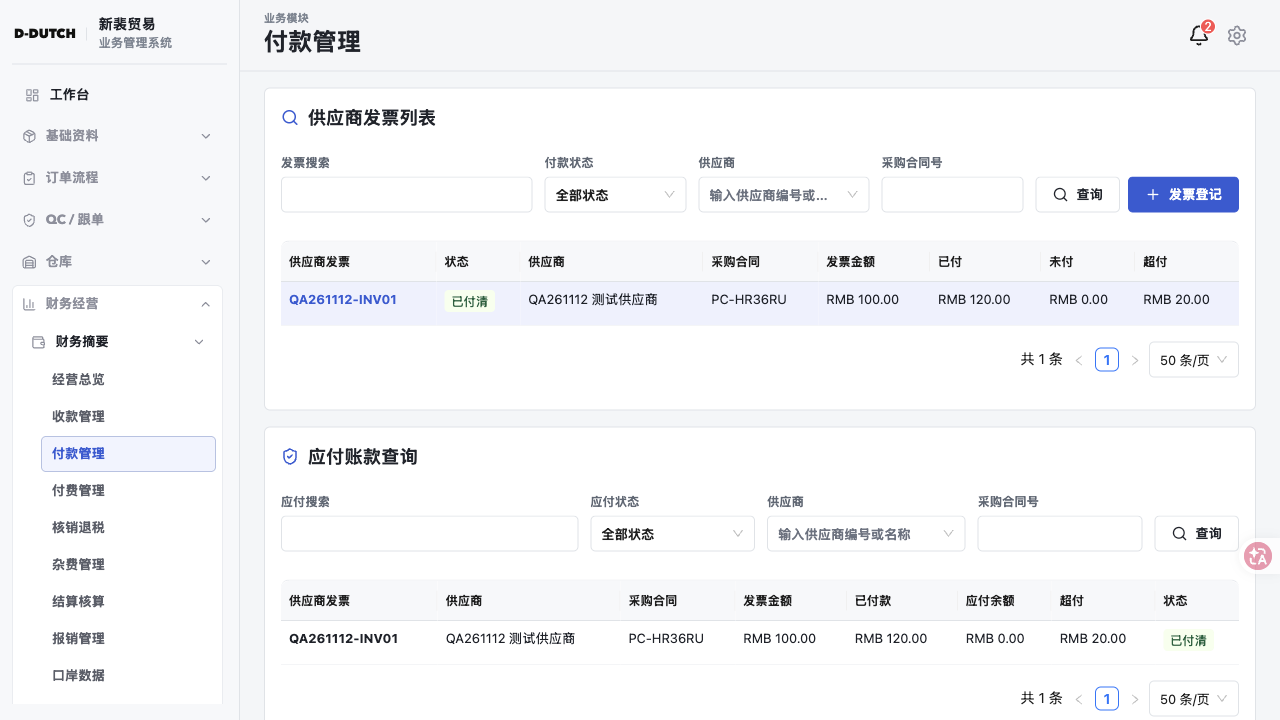 D-DUTCH
新裴贸易
业务管理系统
工作台
基础资料
订单流程
QC / 跟单
仓库
财务经营
财务摘要
经营总览
收款管理
付款管理
付费管理
核销退税
杂费管理
结算核算
报销管理
口岸数据
业务模块
付款管理
2
供应商发票列表
发票搜索 付款状态 供应商 采购合同号
全部状态 输入供应商编号或... 查询 发票登记
供应商发票 状态 供应商 采购合同 发票金额 已付 未付 超付
QA261112-INV01 已付清 QA261112 测试供应商 PC-HR36RU RMB 100.00 RMB 120.00 RMB 0.00 RMB 20.00
共 1 条 1 50 条/页
应付账款查询
应付搜索 应付状态 供应商 采购合同号
全部状态 输入供应商编号或名称 查询
供应商发票 供应商 采购合同 发票金额 已付款 应付余额 超付 状态
QA261112-INV01 QA261112 测试供应商 PC-HR36RU RMB 100.00 RMB 120.00 RMB 0.00 RMB 20.00 已付清
共 1 条 1 50 条/页